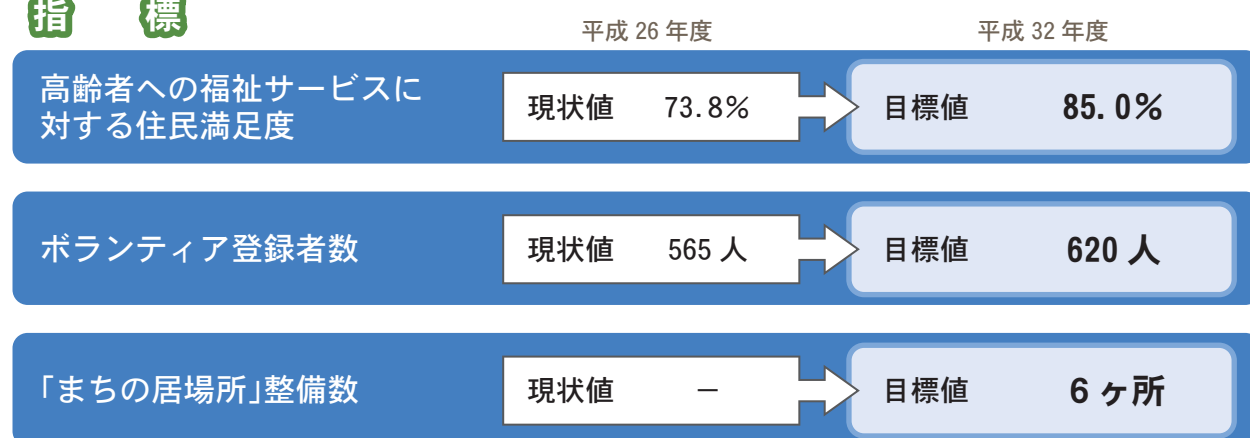 指 標
平成 26 年度 平成 32 年度
高齢者への福祉サービスに
対する住民満足度
現状値 73.8% 目標値 85.0%
ボランティア登録者数 現状値 565 人 目標値 620 人
「まちの居場所」整備数 現状値 － 目標値 6 ヶ所